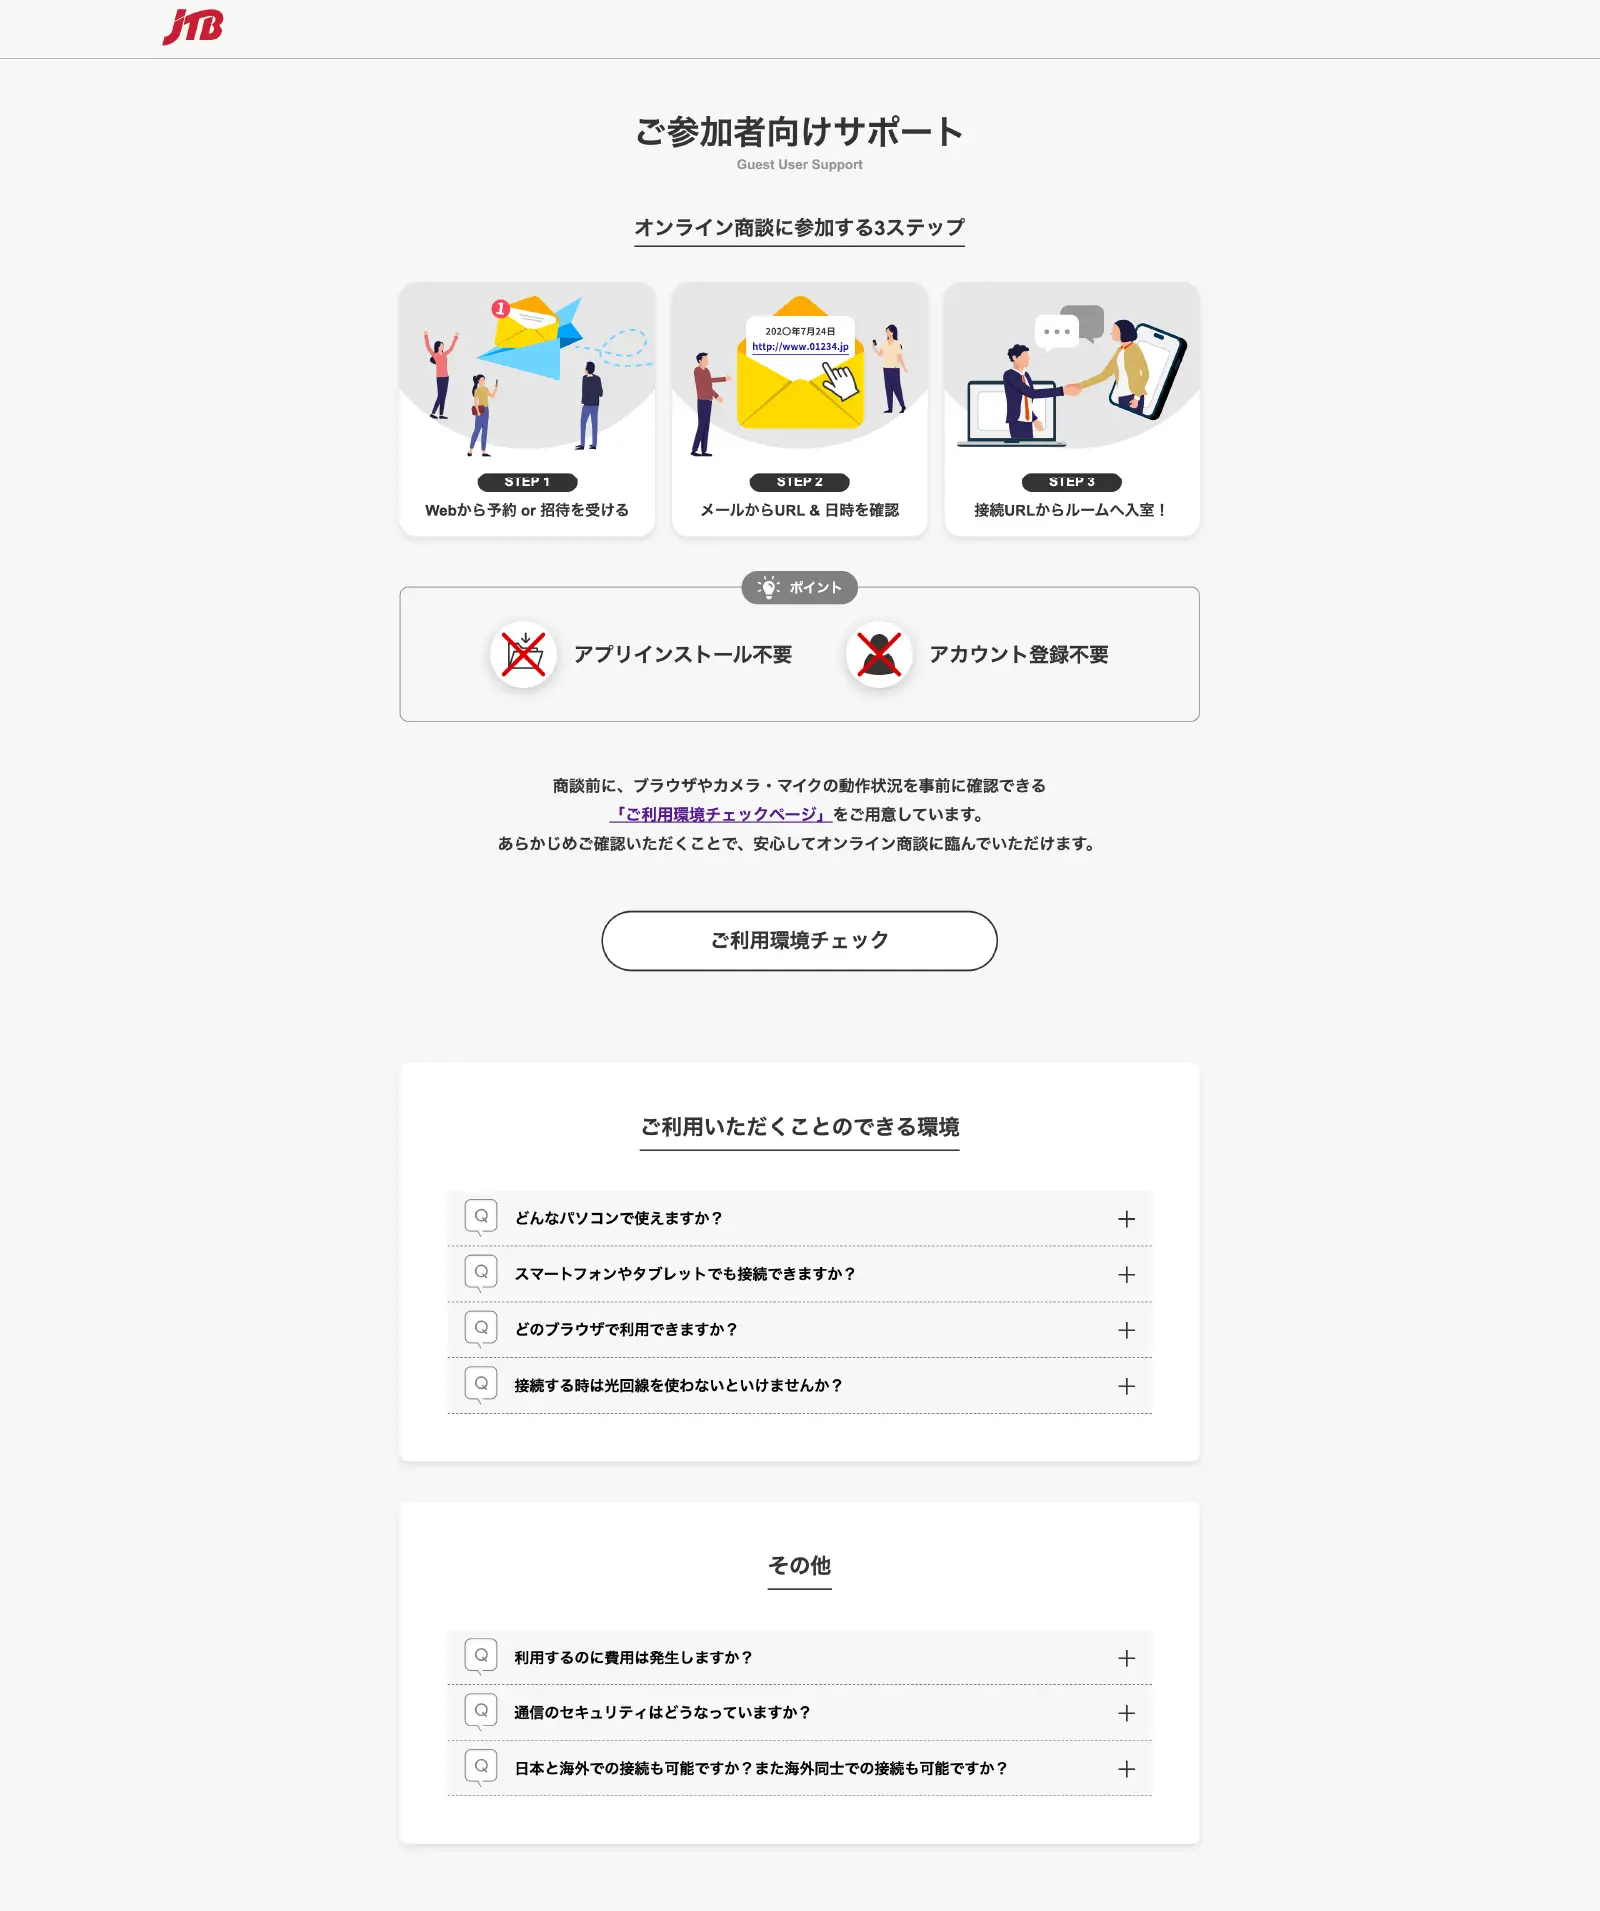 JTB
ご参加者向けサポート
Guest User Support
オンライン商談に参加する3ステップ
1
202〇年7月24日
http://www.01234.jp
STEP 1
STEP 2
STEP 3
Webから予約 or 招待を受ける
メールからURL & 日時を確認
接続URLからルームへ入室！
ポイント
アプリインストール不要
アカウント登録不要
商談前に、ブラウザやカメラ・マイクの動作状況を事前に確認できる
「ご利用環境チェックページ」をご用意しています。
あらかじめご確認いただくことで、安心してオンライン商談に臨んでいただけます。
ご利用環境チェック
ご利用いただくことのできる環境
Q どんなパソコンで使えますか？
Q スマートフォンやタブレットでも接続できますか？
Q どのブラウザで利用できますか？
Q 接続する時は光回線を使わないといけませんか？
その他
Q 利用するのに費用は発生しますか？
Q 通信のセキュリティはどうなっていますか？
Q 日本と海外での接続も可能ですか？また海外同士での接続も可能ですか？